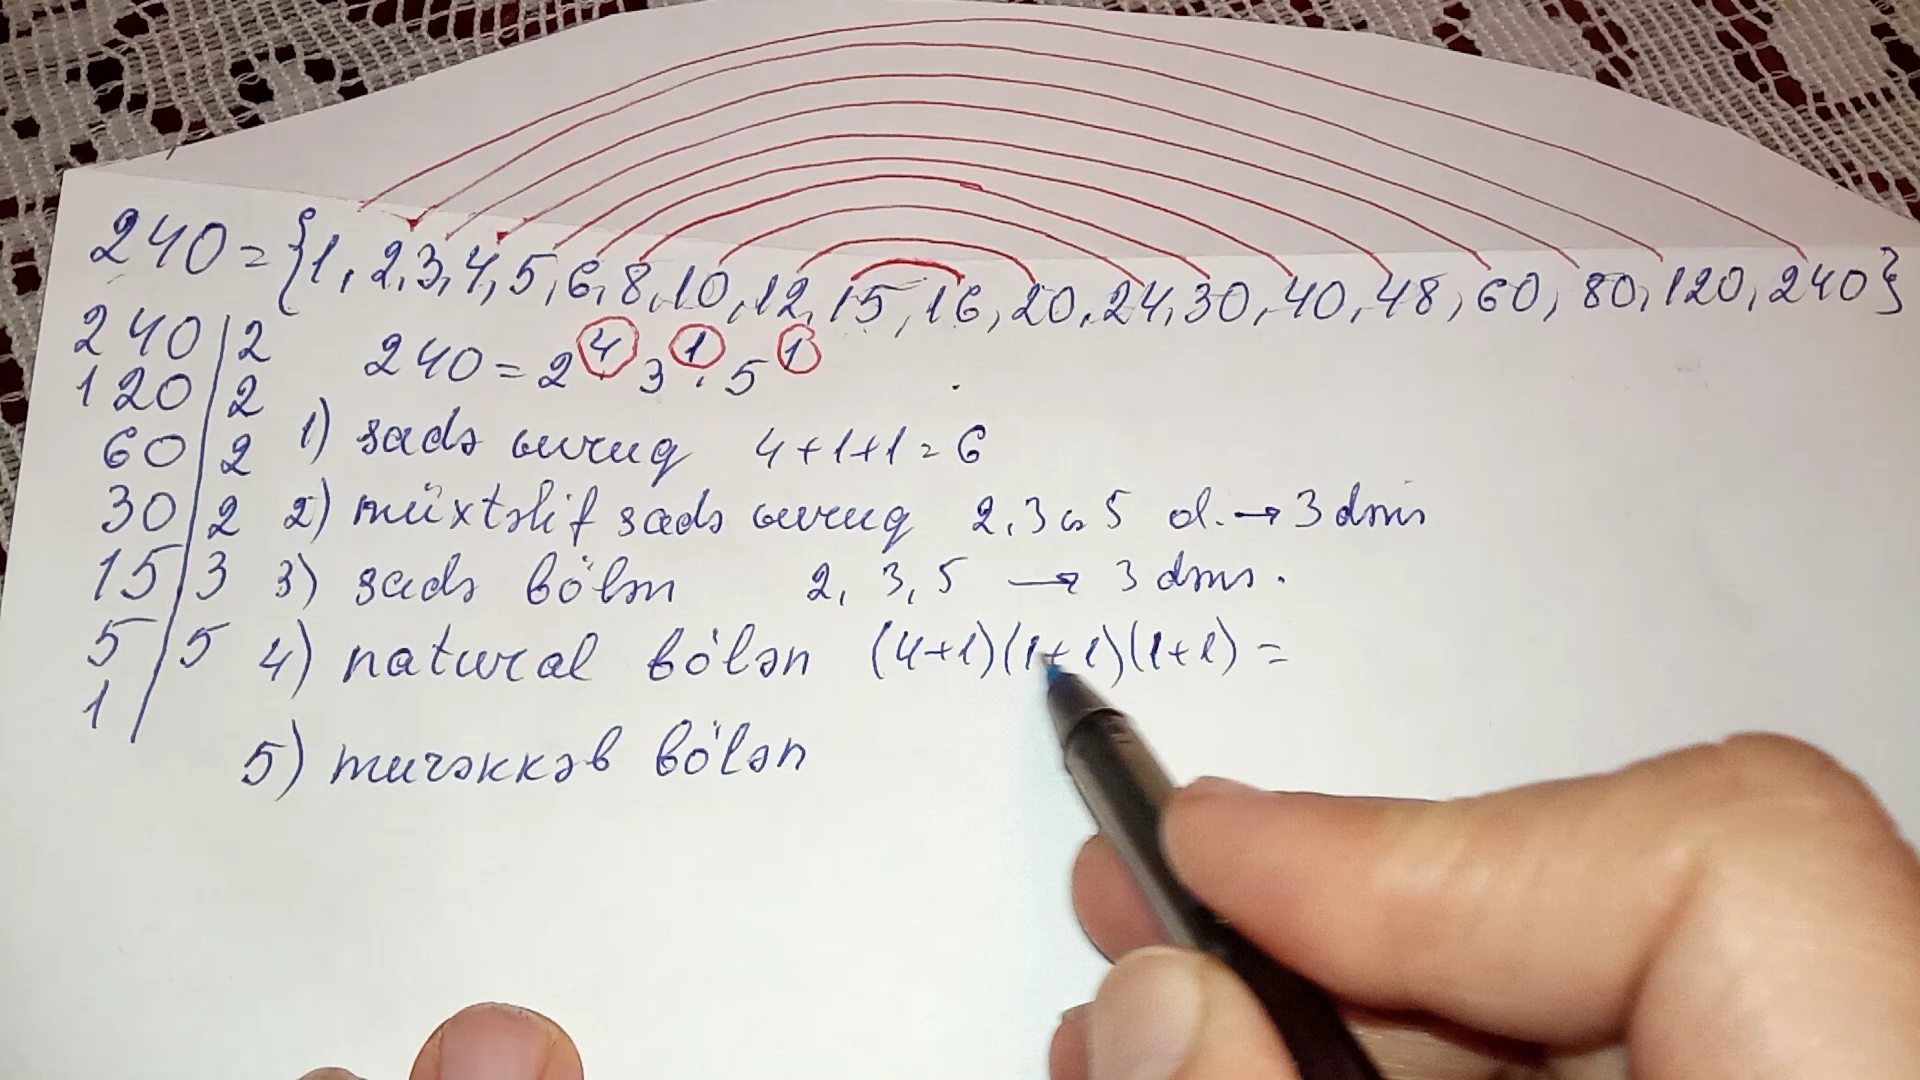 240 = {1, 2, 3, 4, 5, 6, 8, 10, 12, 15, 16, 20, 24, 30, 40, 48, 60, 80, 120, 240}
240 | 2
120 | 2
60 | 2
30 | 2
15 | 3
5 | 5
1 |
240 = 2⁴ · 3¹ · 5¹
1) sadə vuruq 4+1+1=6
2) müxtəlif sadə vuruq 2, 3 və 5 əd. → 3 dənə
3) sadə bölən 2, 3, 5 → 3 dənə.
4) natural bölən (4+1)(1+1)(1+1) =
5) murəkkəb bölən